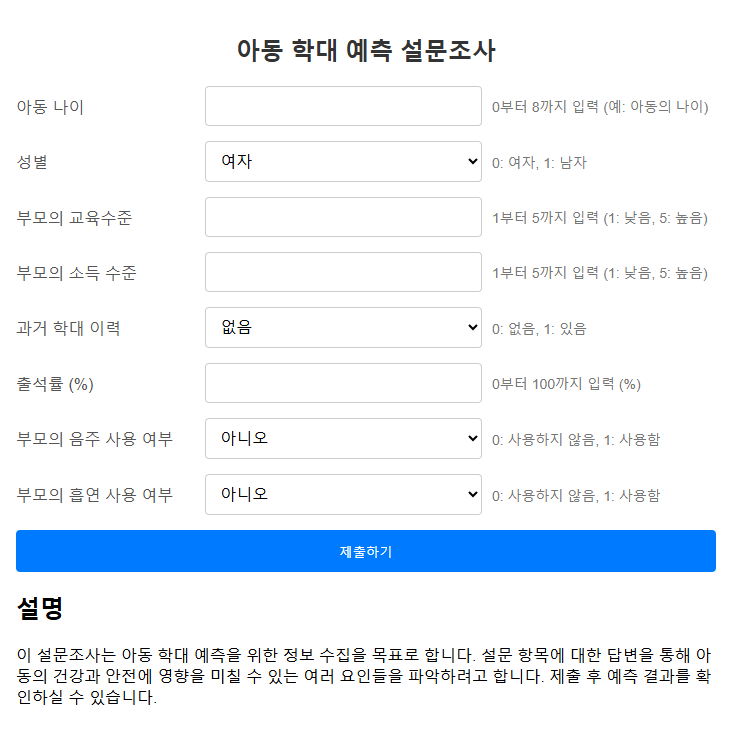 아동 학대 예측 설문조사
아동 나이 0부터 8까지 입력 (예: 아동의 나이)
성별 여자 0: 여자, 1: 남자
부모의 교육수준 1부터 5까지 입력 (1: 낮음, 5: 높음)
부모의 소득 수준 1부터 5까지 입력 (1: 낮음, 5: 높음)
과거 학대 이력 없음 0: 없음, 1: 있음
출석률 (%) 0부터 100까지 입력 (%)
부모의 음주 사용 여부 아니오 0: 사용하지 않음, 1: 사용함
부모의 흡연 사용 여부 아니오 0: 사용하지 않음, 1: 사용함
제출하기
설명
이 설문조사는 아동 학대 예측을 위한 정보 수집을 목표로 합니다. 설문 항목에 대한 답변을 통해 아
동의 건강과 안전에 영향을 미칠 수 있는 여러 요인들을 파악하려고 합니다. 제출 후 예측 결과를 확
인하실 수 있습니다.